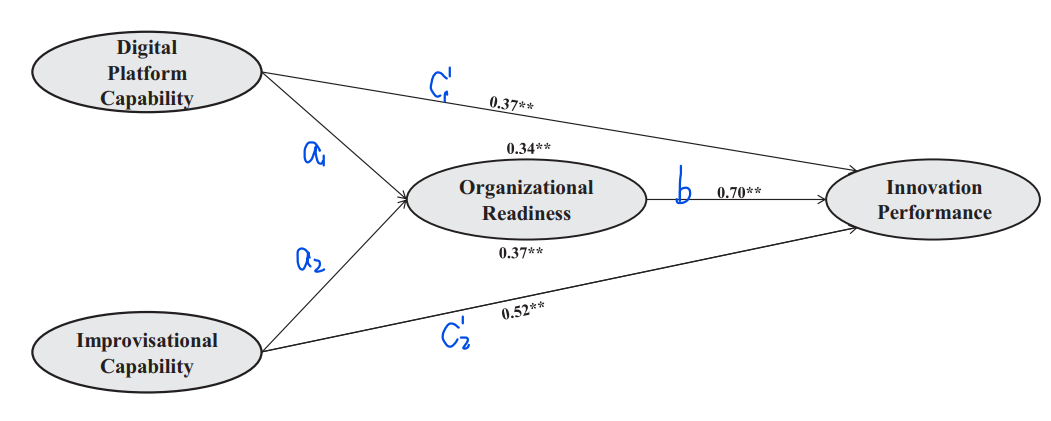 Digital
Platform
Capability
C₁'
0.37**
a₁
0.34**
Organizational
Readiness
b
0.70**
Innovation
Performance
0.37**
a₂
0.52**
C₂'
Improvisational
Capability